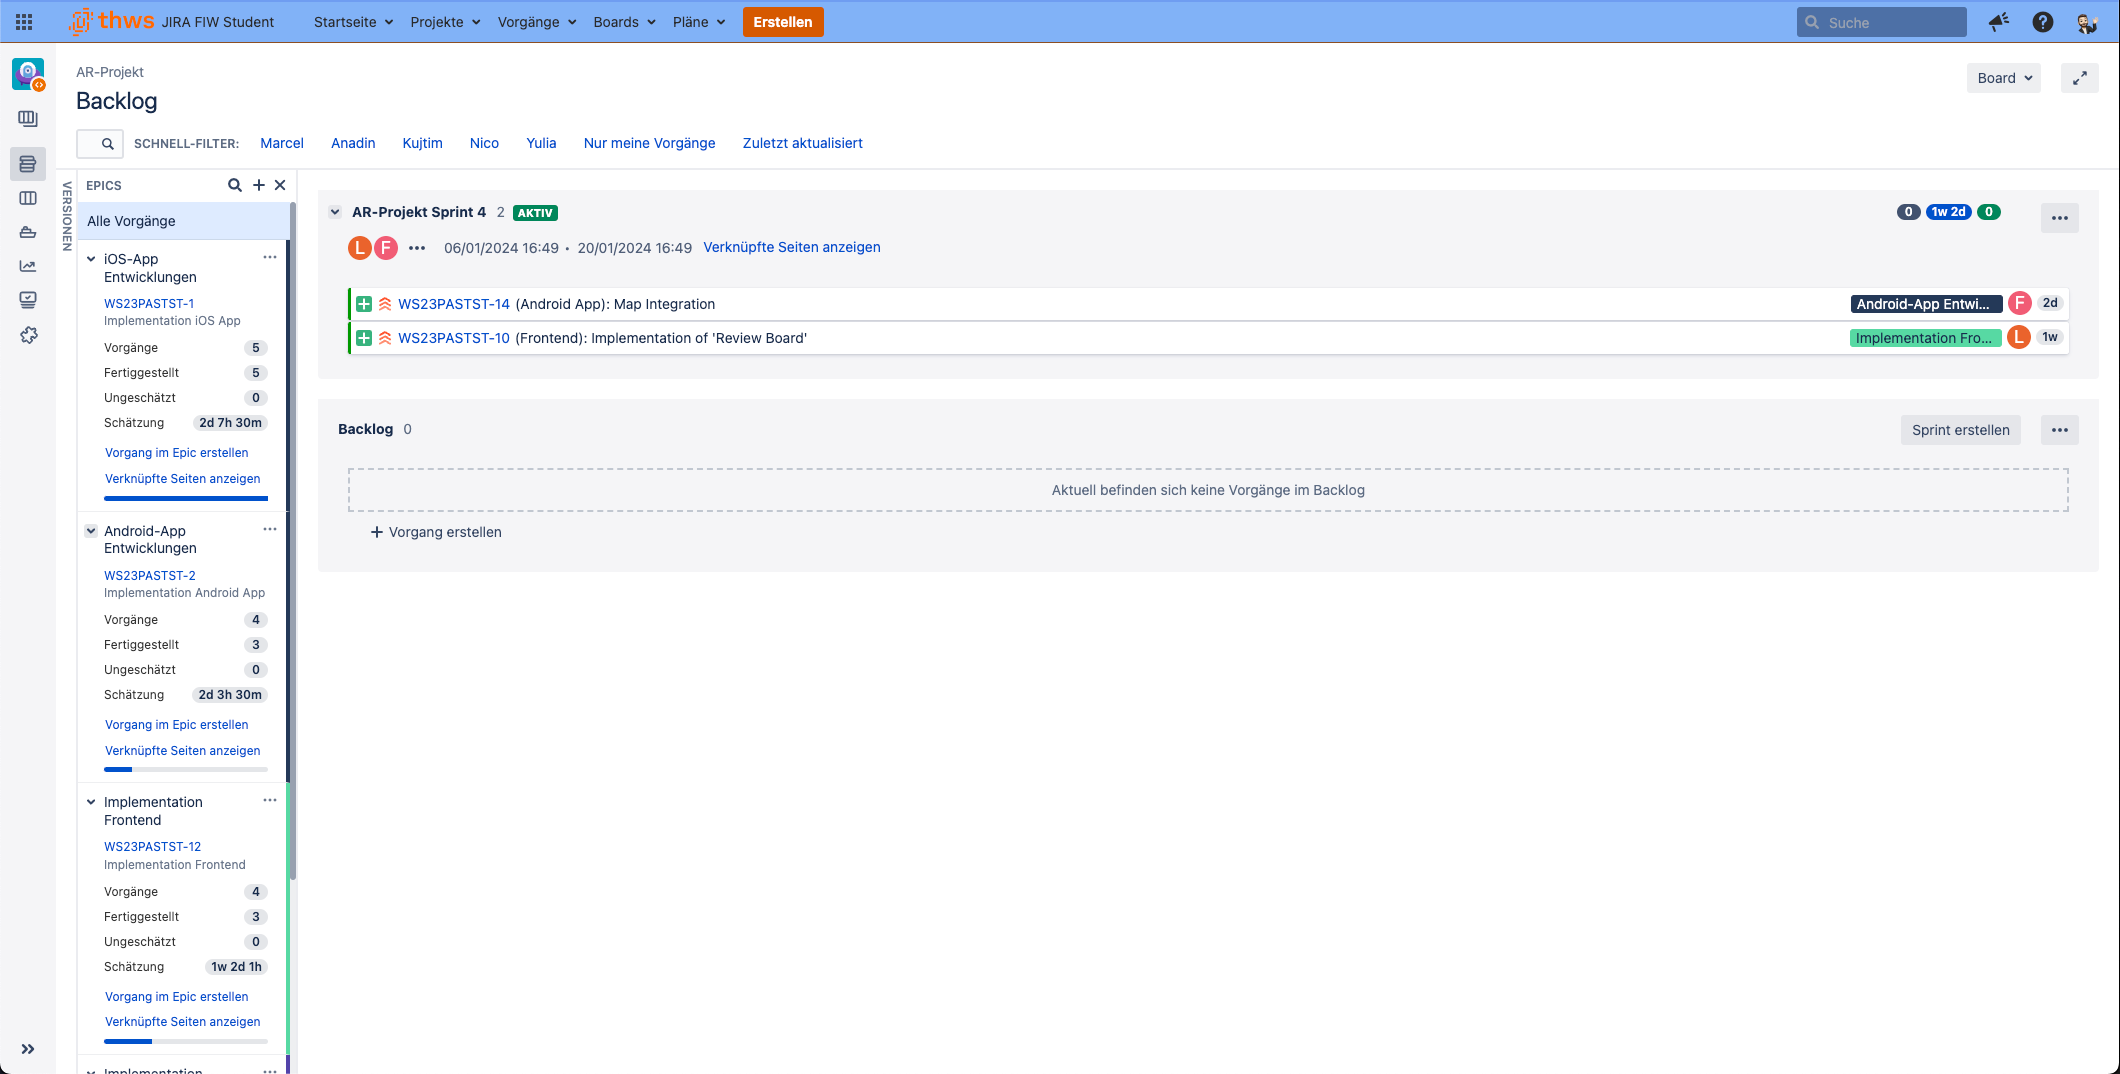 thws JIRA FIW Student Startseite Projekte Vorgänge Boards Pläne Erstellen Suche
AR-Projekt
Backlog
Board
SCHNELL-FILTER: Marcel Anadin Kujtim Nico Yulia Nur meine Vorgänge Zuletzt aktualisiert
VERSIONEN
EPICS
Alle Vorgänge
iOS-App
Entwicklungen
WS23PASTST-1
Implementation iOS App
Vorgänge 5
Fertiggestellt 5
Ungeschätzt 0
Schätzung 2d 7h 30m
Vorgang im Epic erstellen
Verknüpfte Seiten anzeigen
Android-App
Entwicklungen
WS23PASTST-2
Implementation Android App
Vorgänge 4
Fertiggestellt 3
Ungeschätzt 0
Schätzung 2d 3h 30m
Vorgang im Epic erstellen
Verknüpfte Seiten anzeigen
Implementation
Frontend
WS23PASTST-12
Implementation Frontend
Vorgänge 4
Fertiggestellt 3
Ungeschätzt 0
Schätzung 1w 2d 1h
Vorgang im Epic erstellen
Verknüpfte Seiten anzeigen
Implementation
AR-Projekt Sprint 4 2 AKTIV 0 1w 2d 0
L F 06/01/2024 16:49 • 20/01/2024 16:49 Verknüpfte Seiten anzeigen
WS23PASTST-14 (Android App): Map Integration Android-App Entwi... F 2d
WS23PASTST-10 (Frontend): Implementation of 'Review Board' Implementation Fro... L 1w
Backlog 0 Sprint erstellen
Aktuell befinden sich keine Vorgänge im Backlog
Vorgang erstellen